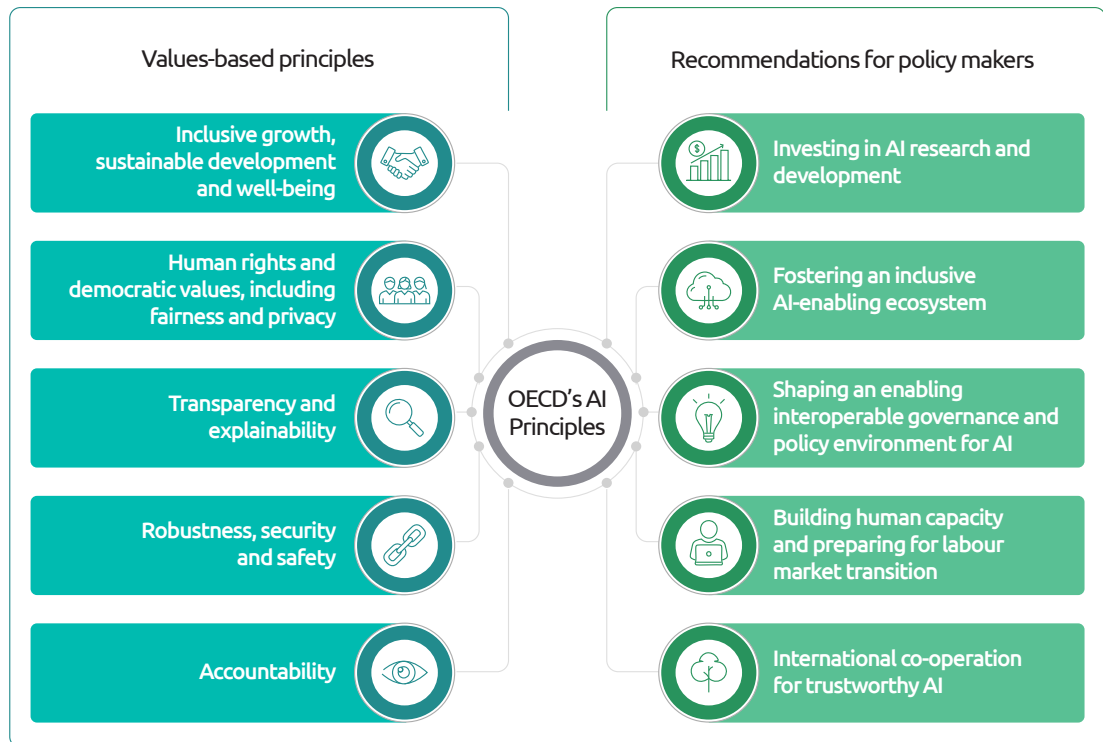 Values-based principles
Inclusive growth,
sustainable development
and well-being
Human rights and
democratic values, including
fairness and privacy
Transparency and
explainability
Robustness, security
and safety
Accountability
OECD’s AI
Principles
Recommendations for policy makers
$
Investing in AI research and
development
Fostering an inclusive
AI-enabling ecosystem
Shaping an enabling
interoperable governance and
policy environment for AI
Building human capacity
and preparing for labour
market transition
International co-operation
for trustworthy AI